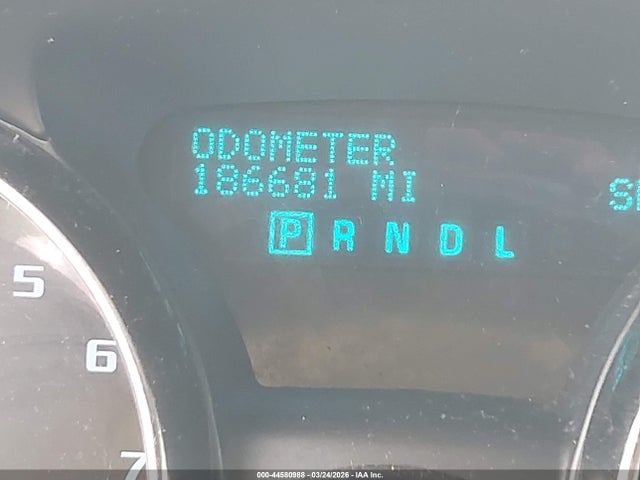 ODOMETER
186681 MI
P R N D L
5
6
7
000-44580988 - 03/24/2026 - IAA Inc.